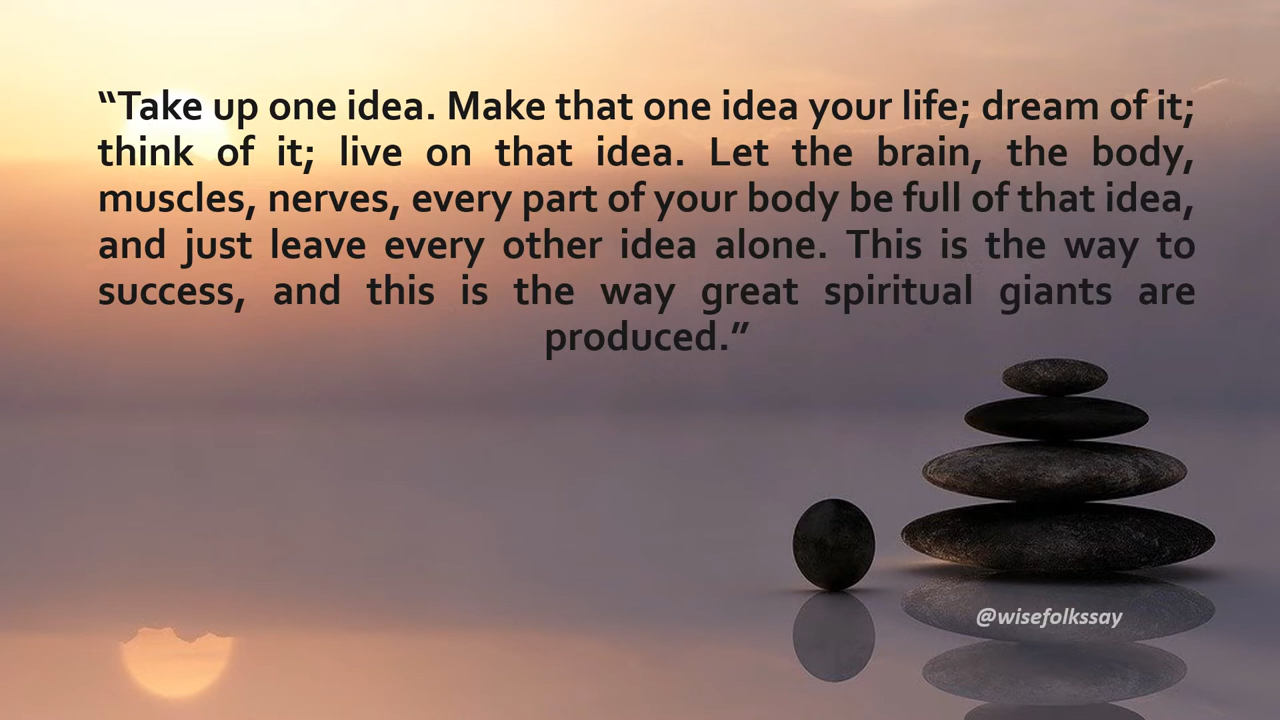 “Take up one idea. Make that one idea your life; dream of it;
think of it; live on that idea. Let the brain, the body,
muscles, nerves, every part of your body be full of that idea,
and just leave every other idea alone. This is the way to
success, and this is the way great spiritual giants are
produced.”
@wisefolkssay